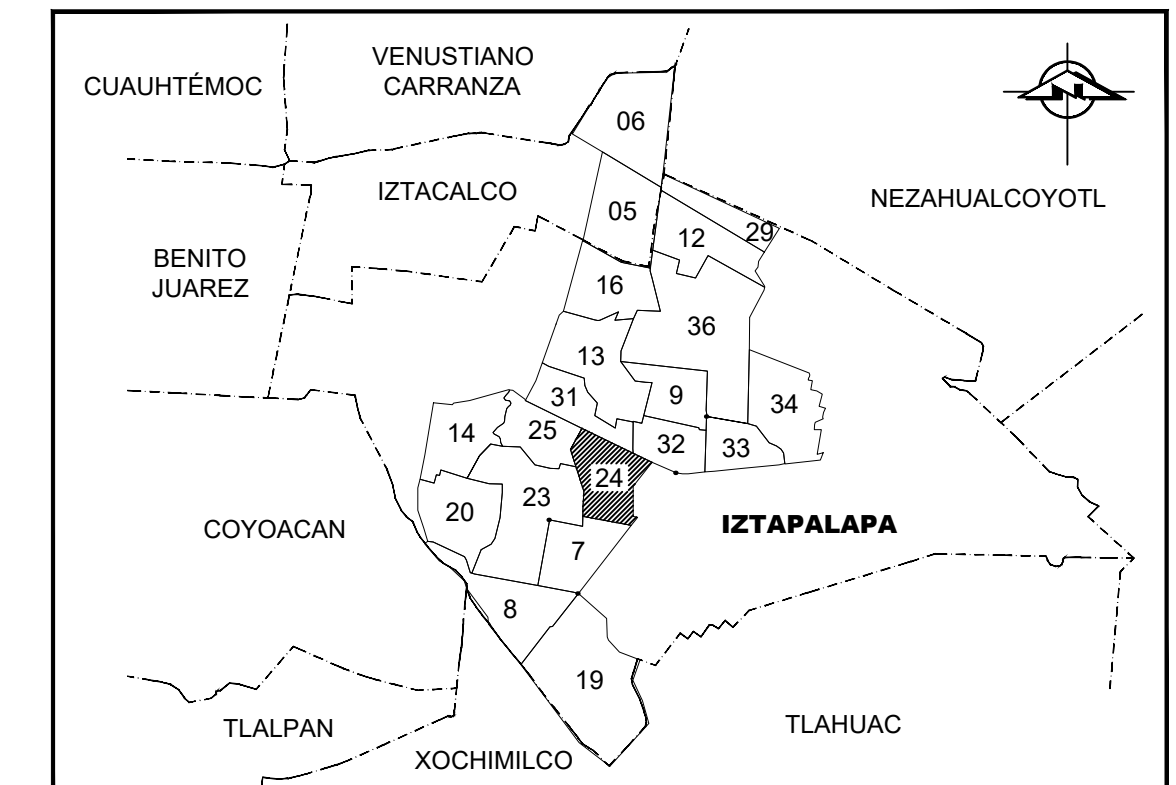 CUAUHTÉMOC
VENUSTIANO
CARRANZA
N
06
IZTACALCO
NEZAHUALCOYOTL
05
12
29
BENITO
JUAREZ
16
36
13
31
9
34
14
25
32
33
24
20
23
COYOACAN
IZTAPALAPA
7
8
19
TLALPAN
TLAHUAC
XOCHIMILCO